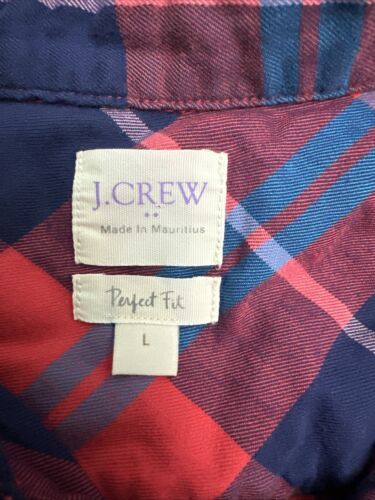 J.CREW
Made In Mauritius
Perfect Fit
L